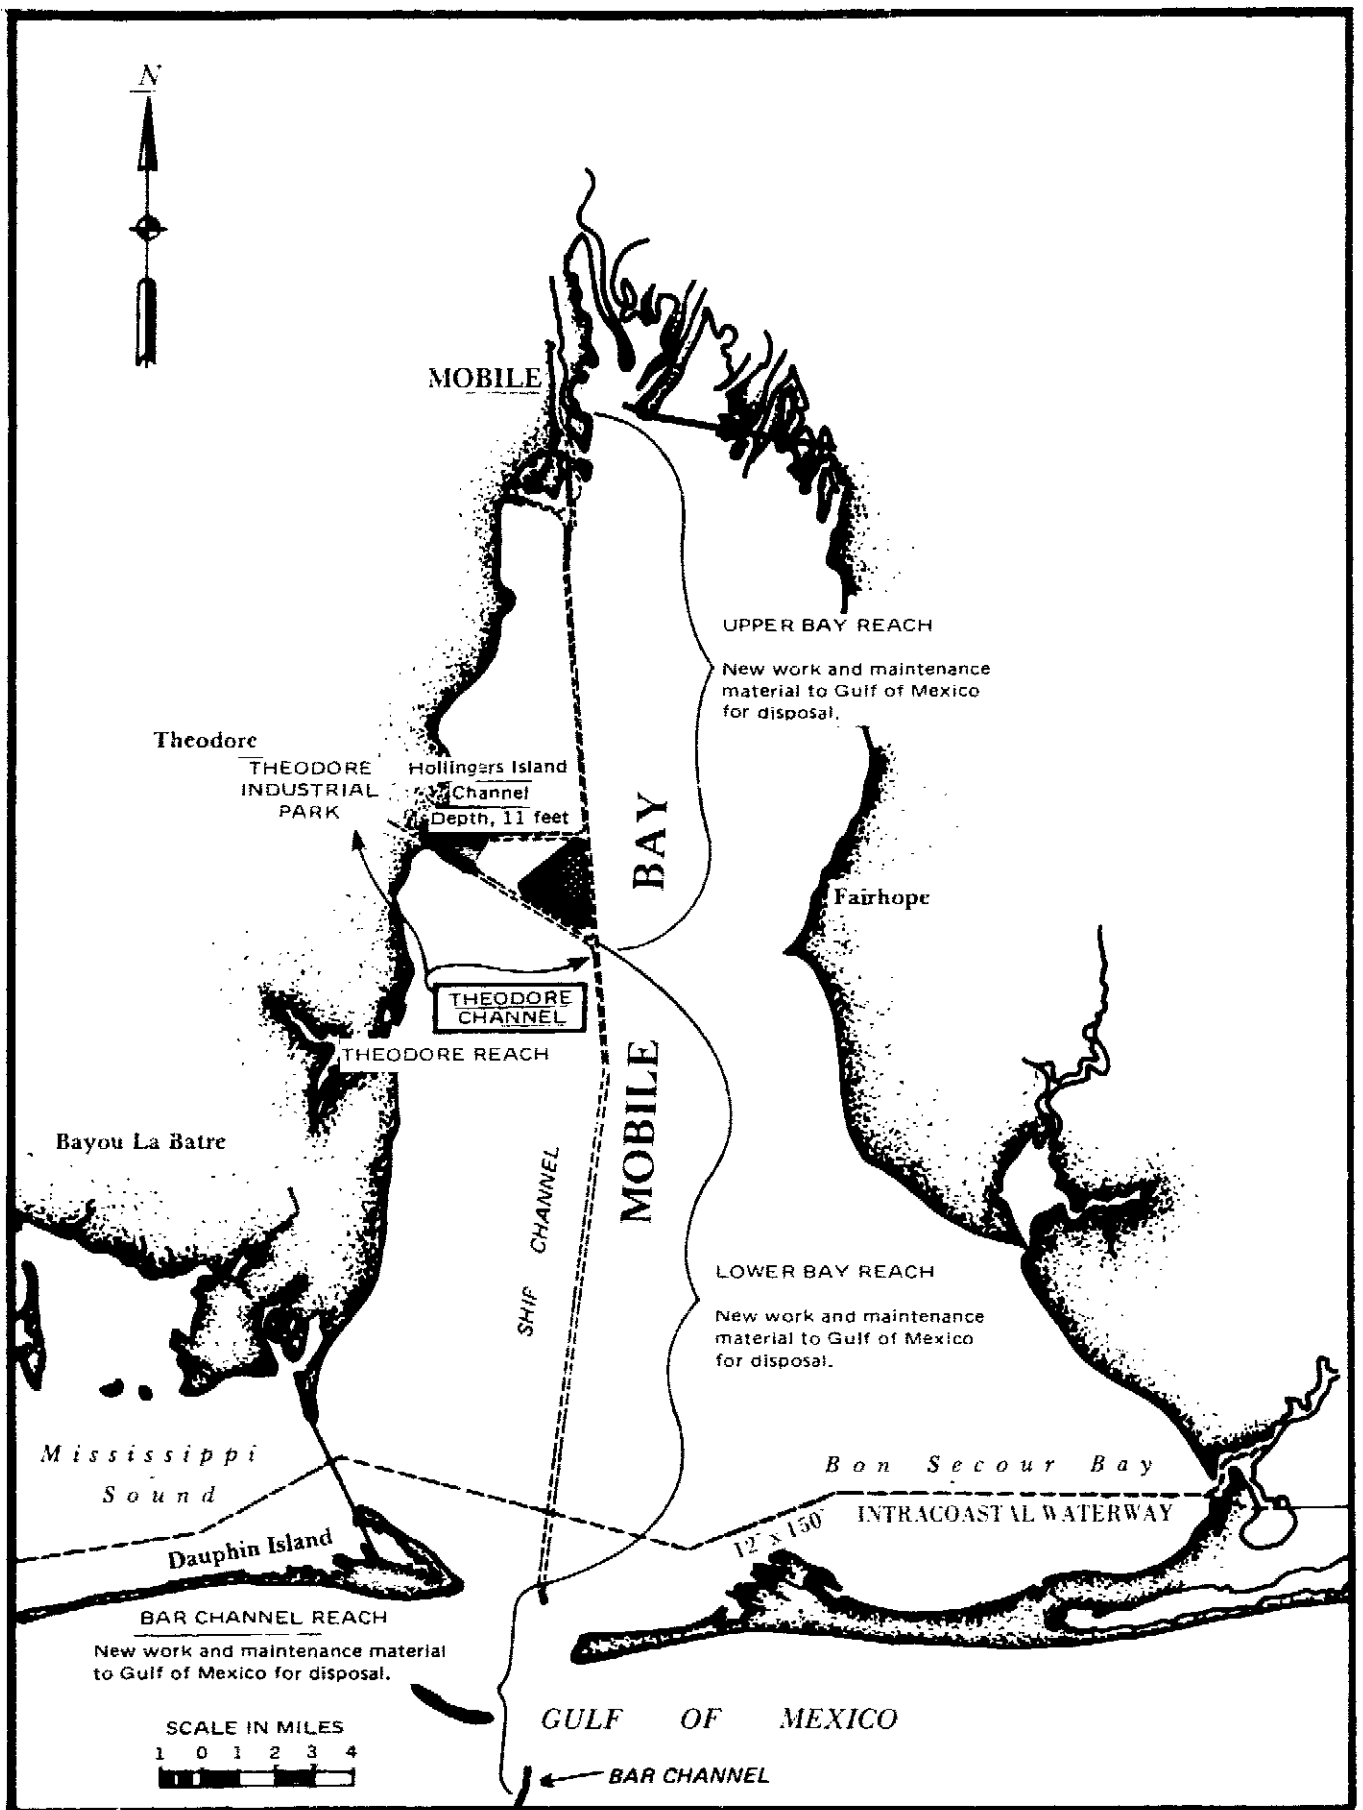 N
MOBILE
UPPER BAY REACH
New work and maintenance
material to Gulf of Mexico
for disposal.
Theodore
THEODORE
INDUSTRIAL
PARK
Hollingers Island
Channel
Depth, 11 feet
BAY
Fairhope
THEODORE
CHANNEL
THEODORE REACH
MOBILE
Bayou La Batre
SHIP CHANNEL
LOWER BAY REACH
New work and maintenance
material to Gulf of Mexico
for disposal.
Mississippi
Sound
Bon Secour Bay
INTRACOASTAL WATERWAY
12' x 150'
Dauphin Island
BAR CHANNEL REACH
New work and maintenance material
to Gulf of Mexico for disposal.
GULF OF MEXICO
SCALE IN MILES
1 0 1 2 3 4
BAR CHANNEL